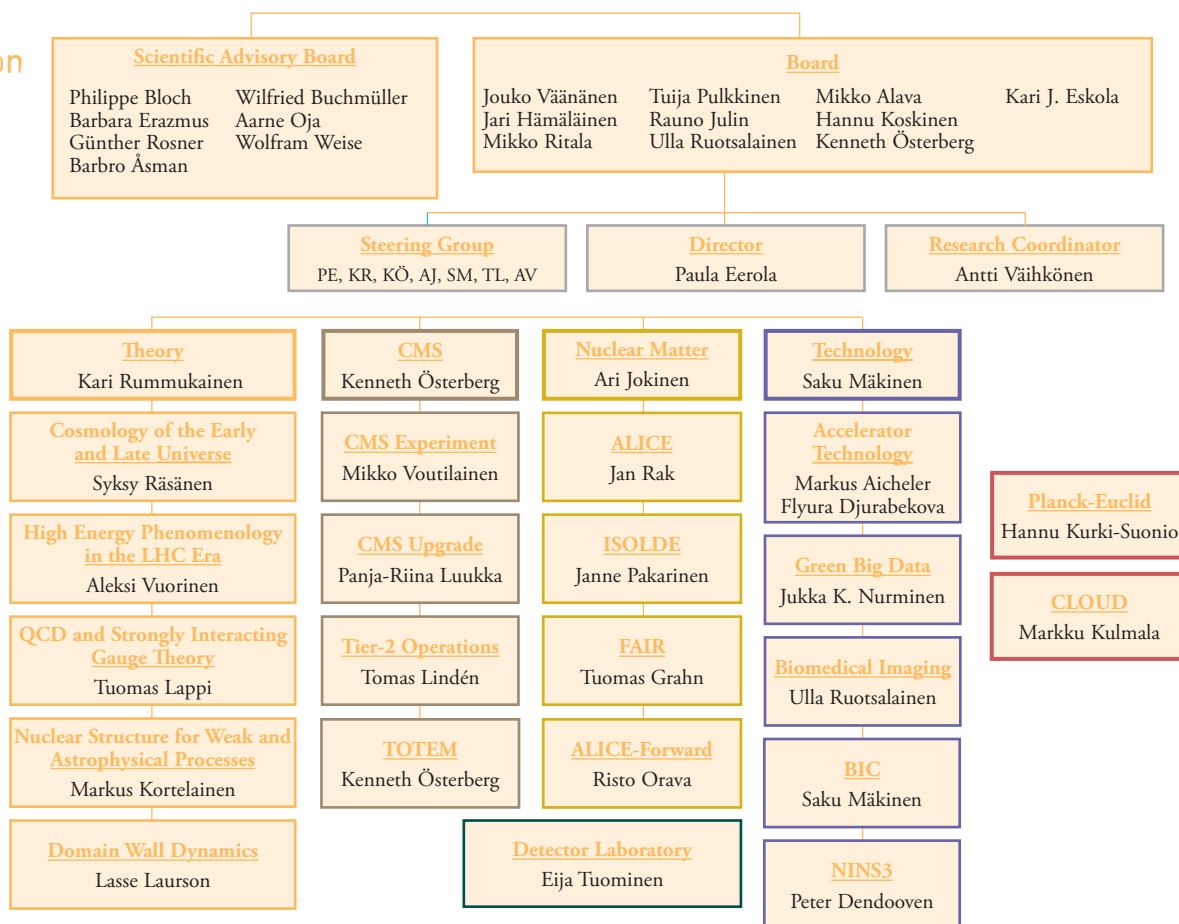 on
Scientific Advisory Board
Philippe Bloch
Barbara Erazmus
Günther Rosner
Barbro Åsman
Wilfried Buchmüller
Aarne Oja
Wolfram Weise
Board
Jouko Väänänen
Jari Hämäläinen
Mikko Ritala
Tuija Pulkkinen
Rauno Julin
Ulla Ruotsalainen
Mikko Alava
Hannu Koskinen
Kenneth Österberg
Kari J. Eskola
Steering Group
PE, KR, KÖ, AJ, SM, TL, AV
Director
Paula Eerola
Research Coordinator
Antti Väihkönen
Theory
Kari Rummukainen
Cosmology of the Early
and Late Universe
Syksy Räsänen
High Energy Phenomenology
in the LHC Era
Aleksi Vuorinen
QCD and Strongly Interacting
Gauge Theory
Tuomas Lappi
Nuclear Structure for Weak and
Astrophysical Processes
Markus Kortelainen
Domain Wall Dynamics
Lasse Laurson
CMS
Kenneth Österberg
CMS Experiment
Mikko Voutilainen
CMS Upgrade
Panja-Riina Luukka
Tier-2 Operations
Tomas Lindén
TOTEM
Kenneth Österberg
Nuclear Matter
Ari Jokinen
ALICE
Jan Rak
ISOLDE
Janne Pakarinen
FAIR
Tuomas Grahn
ALICE-Forward
Risto Orava
Detector Laboratory
Eija Tuominen
Technology
Saku Mäkinen
Accelerator
Technology
Markus Aicheler
Flyura Djurabekova
Green Big Data
Jukka K. Nurminen
Biomedical Imaging
Ulla Ruotsalainen
BIC
Saku Mäkinen
NINS3
Peter Dendooven
Planck-Euclid
Hannu Kurki-Suonio
CLOUD
Markku Kulmala